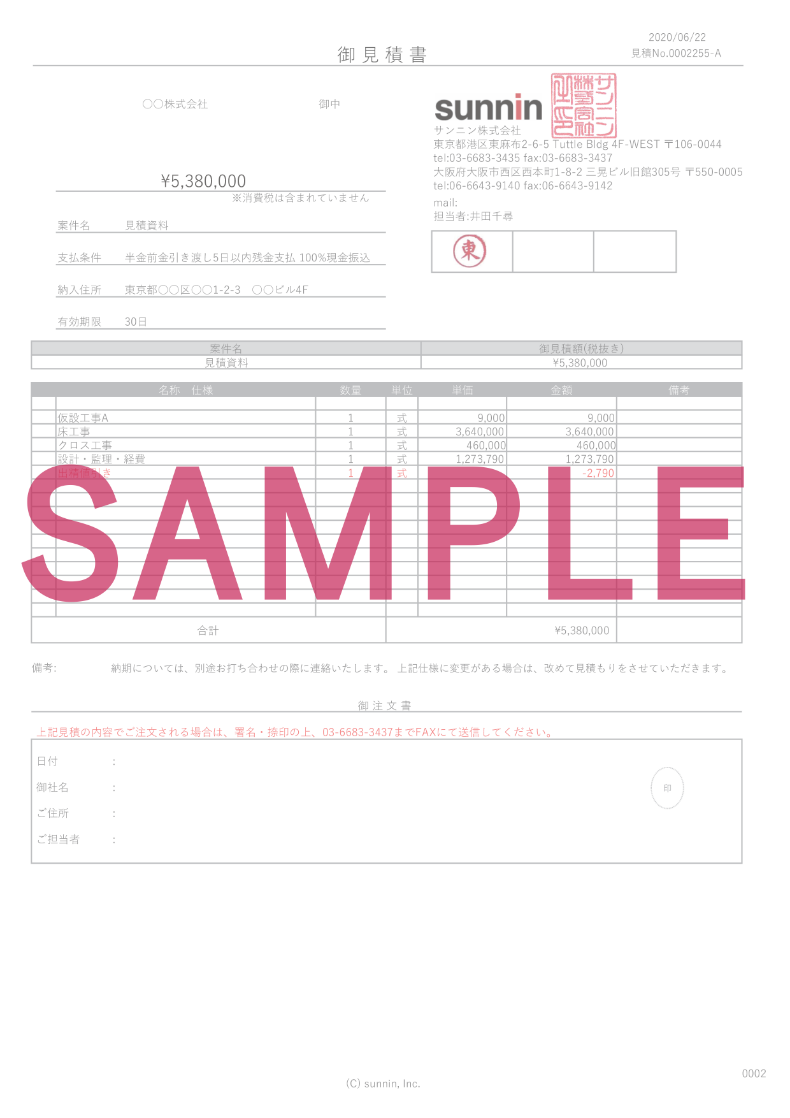 2020/06/22
御見積書
見積No.0002255-A
〇〇株式会社 御中
sunnin
サンニン株式会社
東京都港区東麻布2-6-5 Tuttle Bldg 4F-WEST 〒106-0044
tel:03-6683-3435 fax:03-6683-3437
大阪府大阪市西区西本町1-8-2 三晃ビル旧館305号 〒550-0005
tel:06-6643-9140 fax:06-6643-9142
mail:
担当者:井田千尋
東
¥5,380,000
※消費税は含まれていません
案件名 見積資料
支払条件 半金前金引き渡し5日以内残金支払 100%現金振込
納入住所 東京都〇〇区〇〇1-2-3 〇〇ビル4F
有効期限 30日
案件名 御見積額(税抜き)
見積資料 ¥5,380,000
名称 仕様 数量 単位 単価 金額 備考
仮設工事A 1 式 9,000 9,000
床工事 1 式 3,640,000 3,640,000
クロス工事 1 式 460,000 460,000
設計・監理・経費 1 式 1,273,790 1,273,790
値引き 1 式 -2,790
SAMPLE
合計 ¥5,380,000
備考: 納期については、別途お打ち合わせの際に連絡いたします。 上記仕様に変更がある場合は、改めて見積もりをさせていただきます。
御注文書
上記見積の内容でご注文される場合は、署名・捺印の上、03-6683-3437までFAXにて送信してください。
日付 :
御社名 :
印
ご住所 :
ご担当者 :
0002
(C) sunnin, Inc.